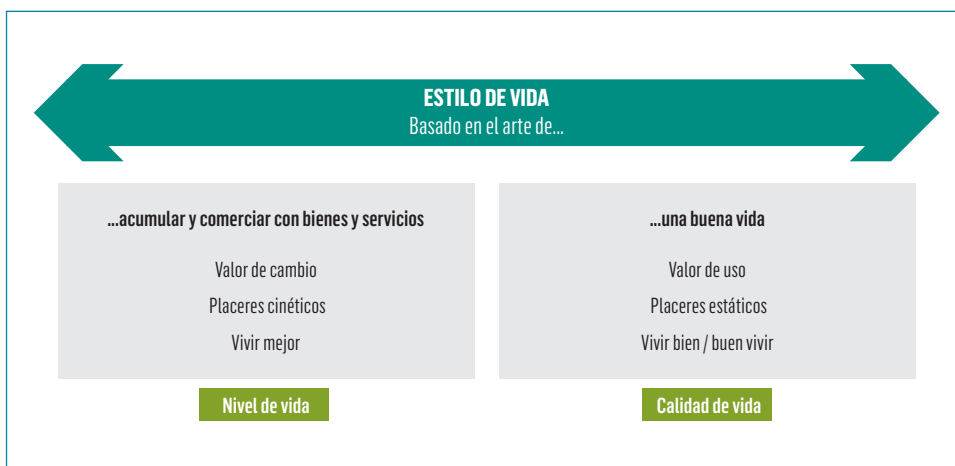 ESTILO DE VIDA
Basado en el arte de...
...acumular y comerciar con bienes y servicios
Valor de cambio
Placeres cinéticos
Vivir mejor
Nivel de vida
...una buena vida
Valor de uso
Placeres estáticos
Vivir bien / buen vivir
Calidad de vida